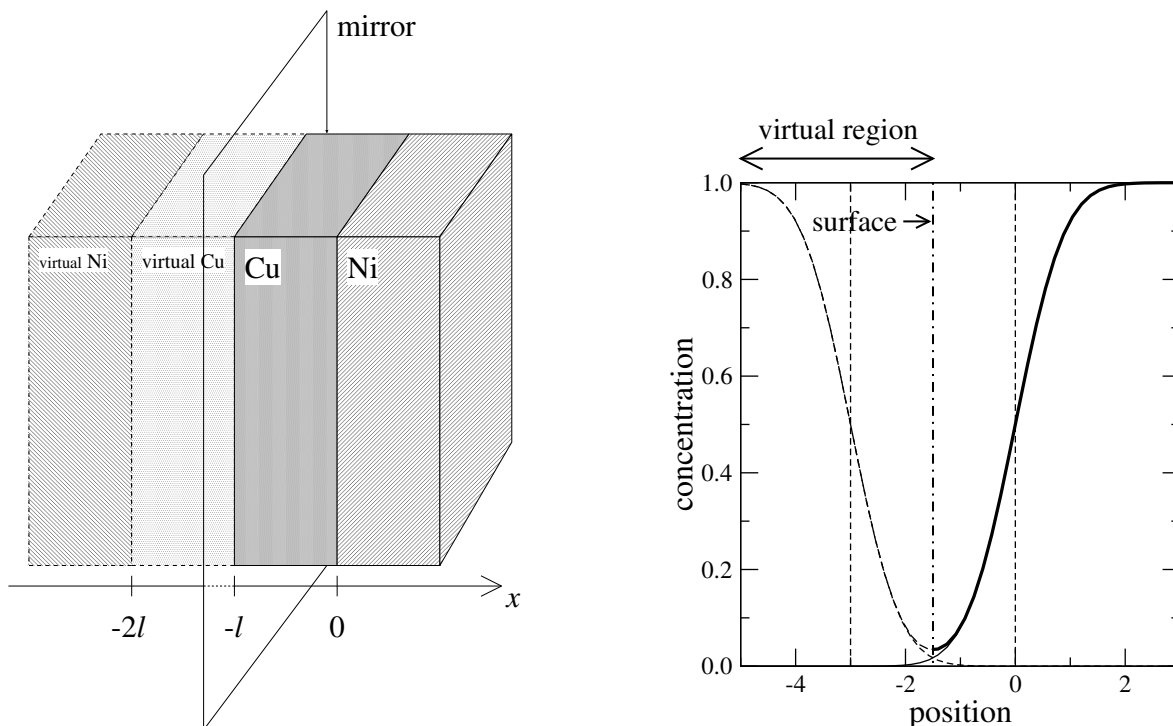 mirror
virtual Ni
virtual Cu
Cu
Ni
-2l
-l
0
x
virtual region
surface
concentration
1.0
0.8
0.6
0.4
0.2
0.0
-4
-2
0
2
position